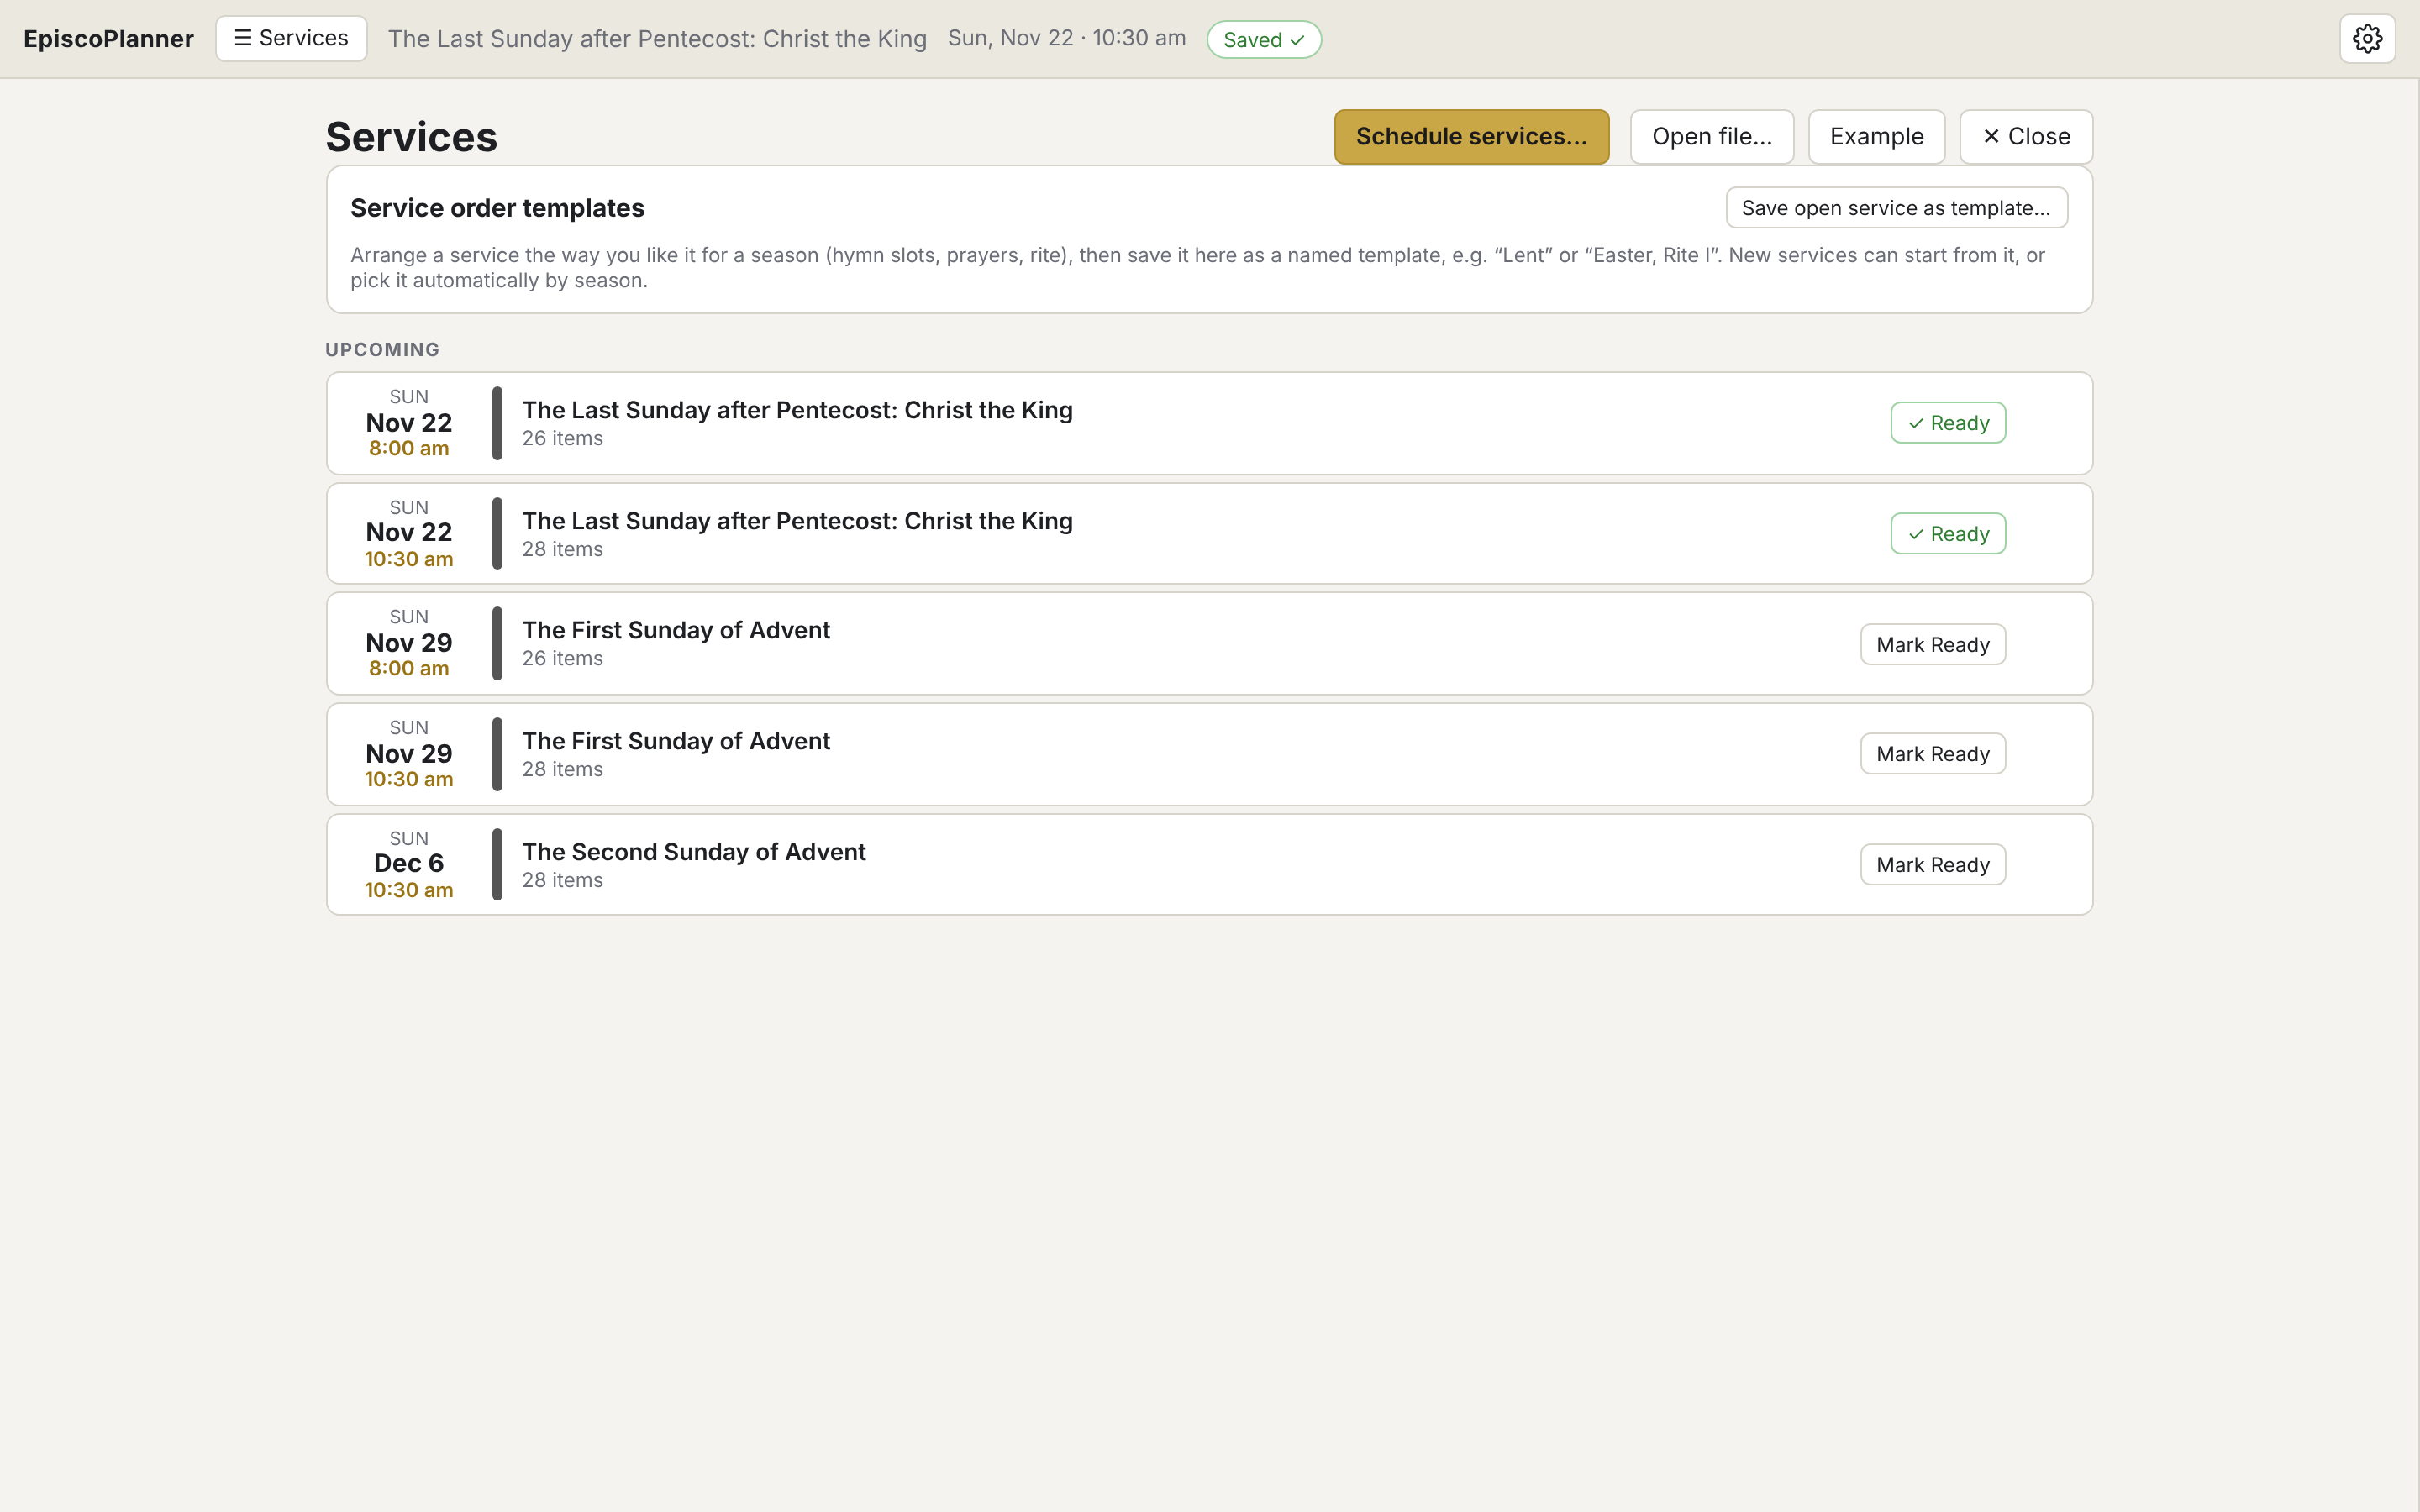 EpiscoPlanner ☰ Services The Last Sunday after Pentecost: Christ the King Sun, Nov 22 · 10:30 am Saved ✓
Services Schedule services... Open file... Example ✕ Close
Service order templates Save open service as template...
Arrange a service the way you like it for a season (hymn slots, prayers, rite), then save it here as a named template, e.g. “Lent” or “Easter, Rite I”. New services can start from it, or
pick it automatically by season.
UPCOMING
SUN
Nov 22
8:00 am
The Last Sunday after Pentecost: Christ the King
26 items
✓ Ready
SUN
Nov 22
10:30 am
The Last Sunday after Pentecost: Christ the King
28 items
✓ Ready
SUN
Nov 29
8:00 am
The First Sunday of Advent
26 items
Mark Ready
SUN
Nov 29
10:30 am
The First Sunday of Advent
28 items
Mark Ready
SUN
Dec 6
10:30 am
The Second Sunday of Advent
28 items
Mark Ready